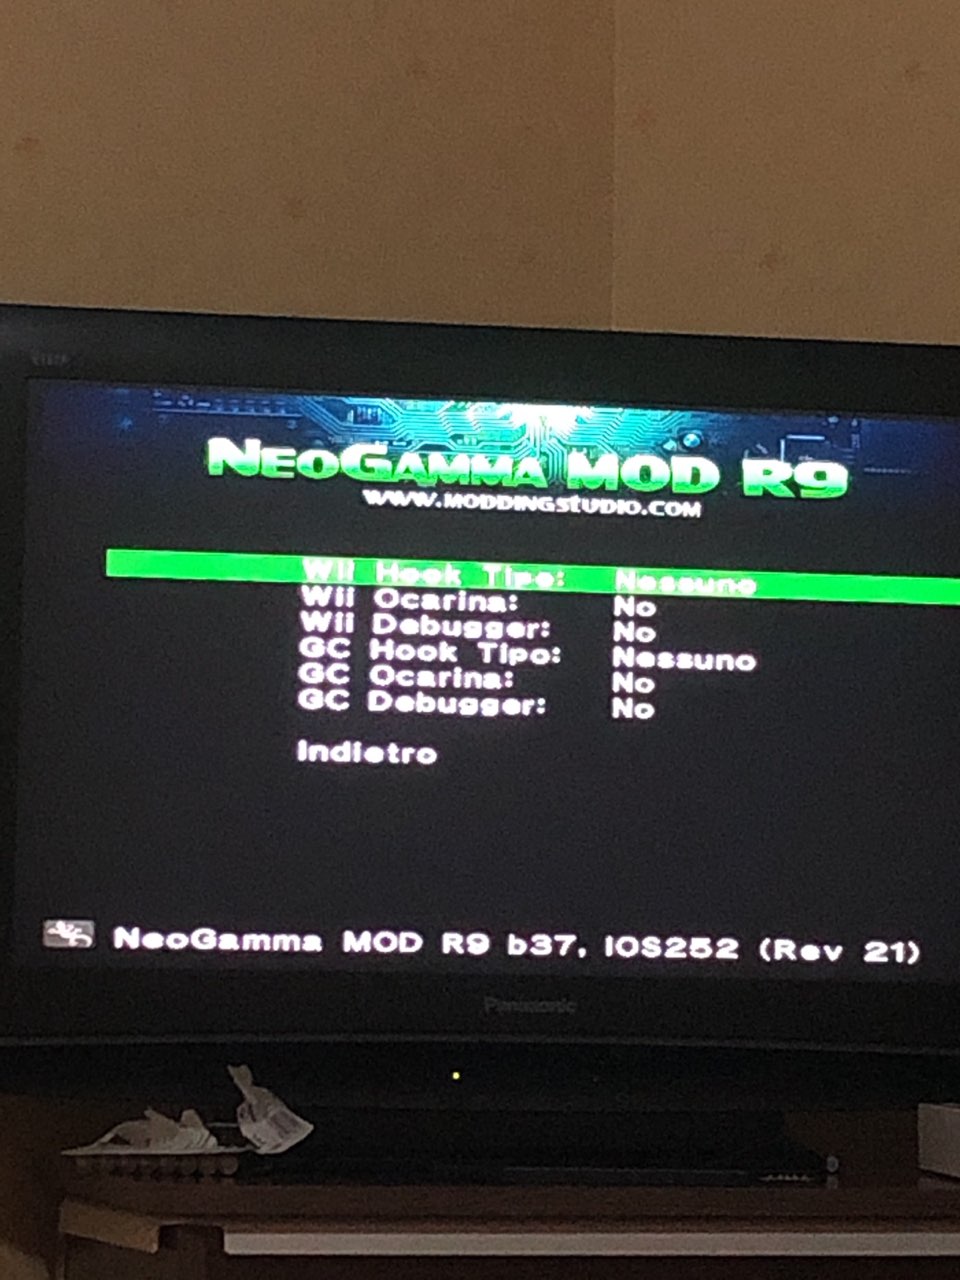 NEOGAMMA MOD R9
WWW.MODDINGSTUDIO.COM
Wii Hook Tipo: Nessuno
Wii Ocarina: No
Wii Debugger: No
GC Hook Tipo: Nessuno
GC Ocarina: No
GC Debugger: No
Indietro
NeoGamma MOD R9 b37, IOS252 (Rev 21)
Panasonic